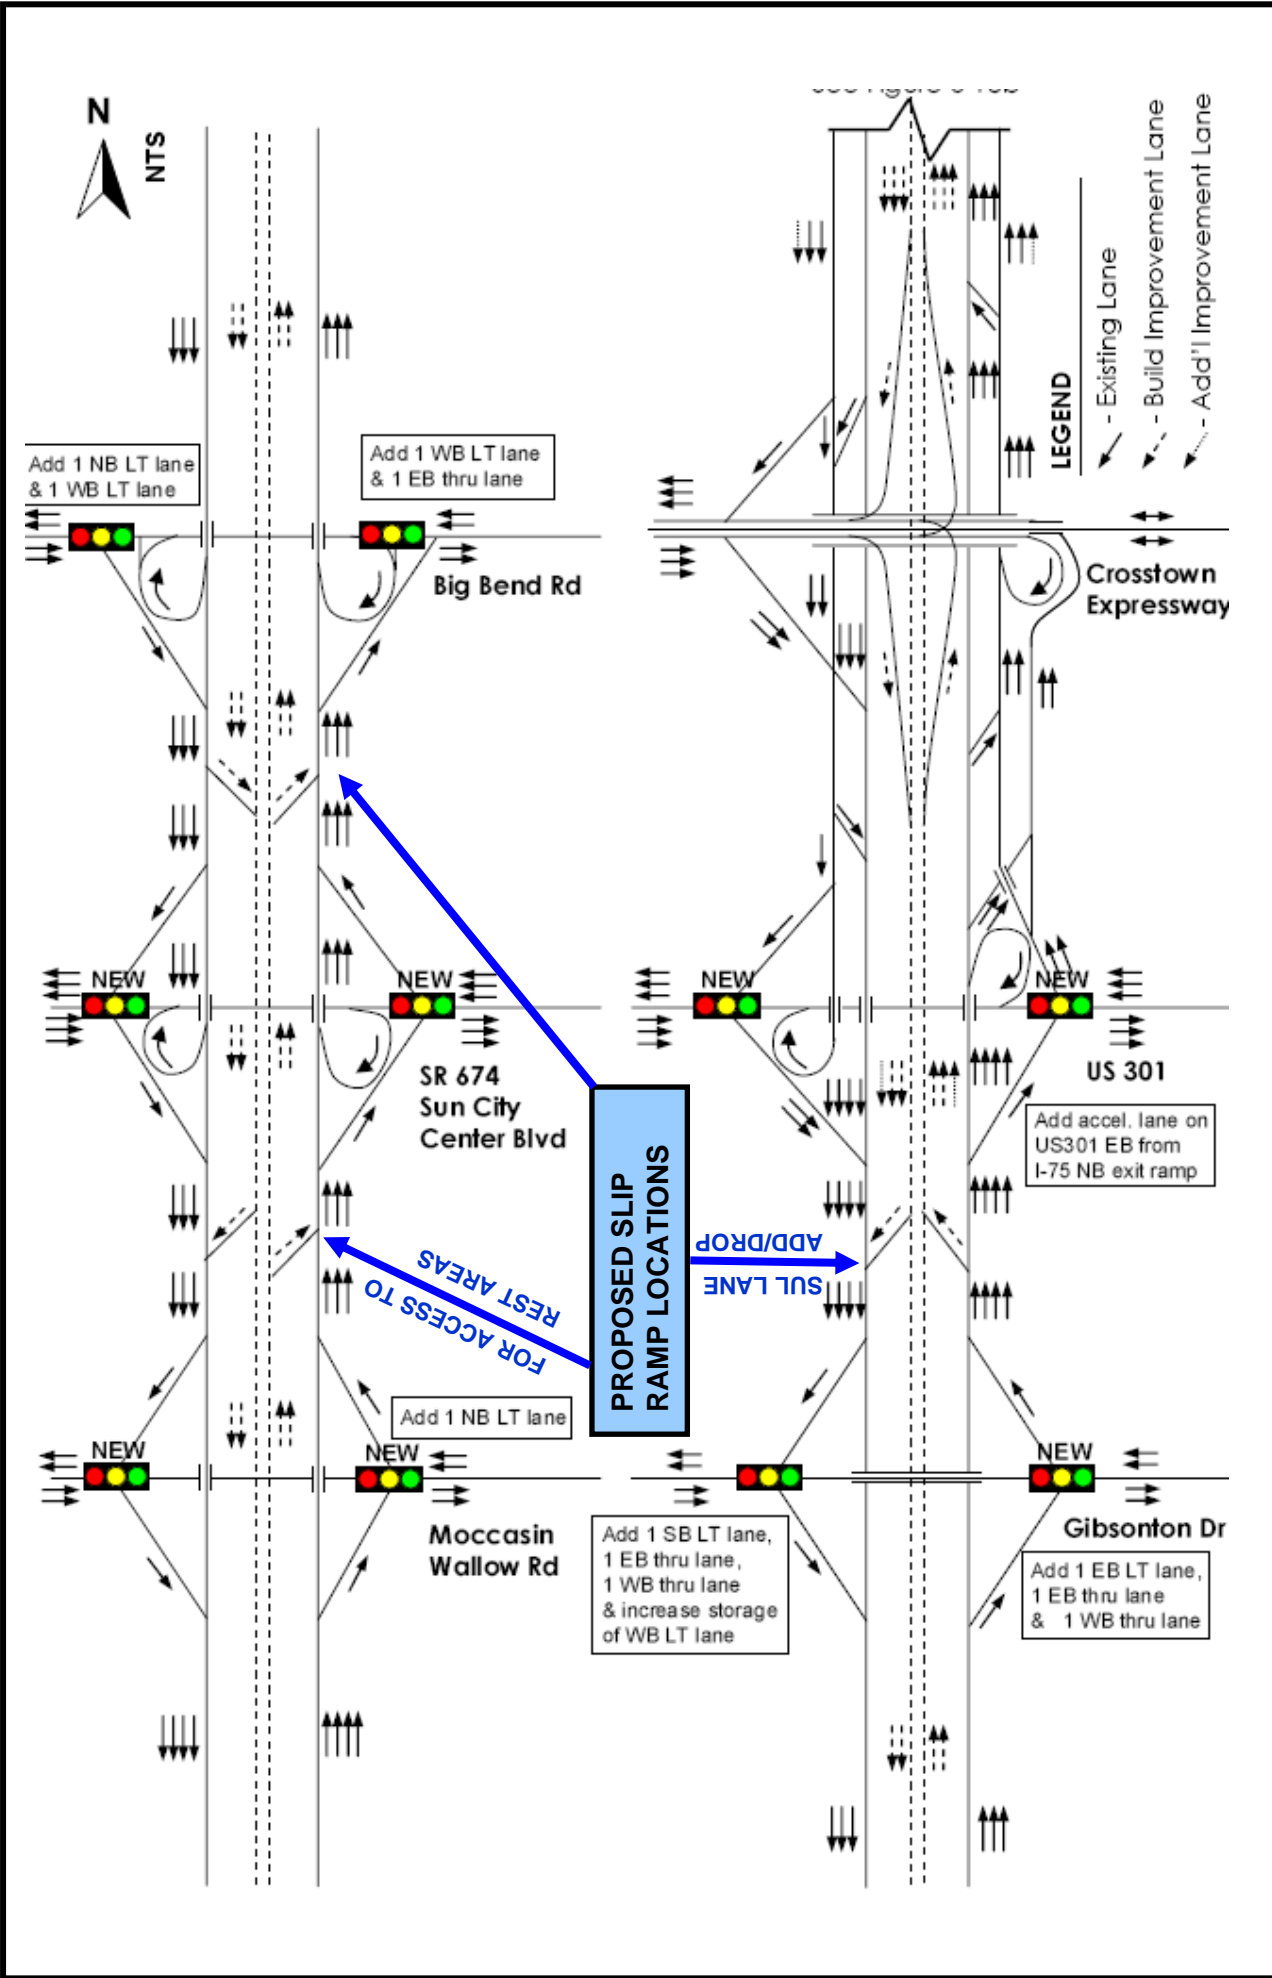 N
NTS
Add 1 NB LT lane
& 1 WB LT lane
Add 1 WB LT lane
& 1 EB thru lane
Big Bend Rd
NEW
NEW
SR 674
Sun City
Center Blvd
Add 1 NB LT lane
NEW
NEW
Moccasin
Wallow Rd
PROPOSED SLIP
RAMP LOCATIONS
FOR ACCESS TO
REST AREAS
SUL LANE
ADD/DROP
LEGEND
- Existing Lane
- Build Improvement Lane
- Add'l Improvement Lane
Crosstown
Expressway
NEW
NEW
US 301
Add accel. lane on
US301 EB from
I-75 NB exit ramp
NEW
Gibsonton Dr
Add 1 SB LT lane,
1 EB thru lane,
1 WB thru lane
& increase storage
of WB LT lane
Add 1 EB LT lane,
1 EB thru lane
& 1 WB thru lane